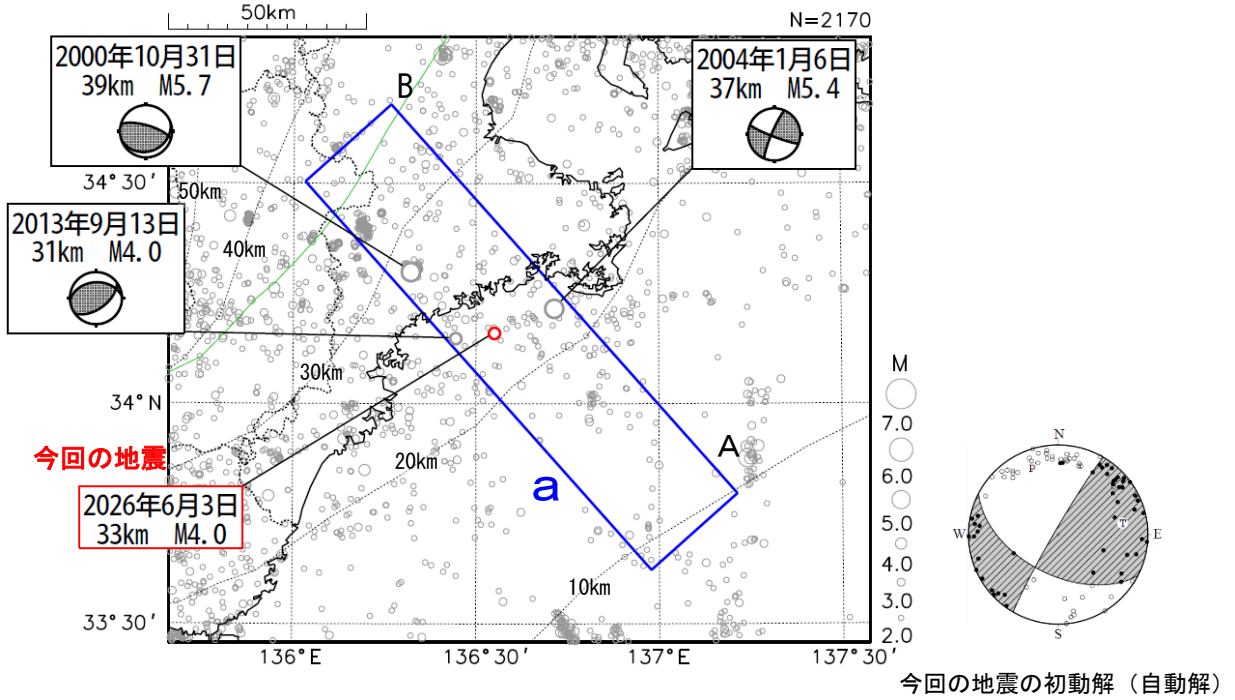 50km
N=2170
2000年10月31日
39km M5.7
2004年1月6日
37km M5.4
B
34°30′
50km
2013年9月13日
31km M4.0
40km
30km
M
34°N
7.0
今回の地震
20km
A
6.0
a
2026年6月3日
33km M4.0
5.0
4.0
10km
3.0
33°30′
2.0
136°E
136°30′
137°E
137°30′
N
P
T
W
E
S
今回の地震の初動解（自動解）